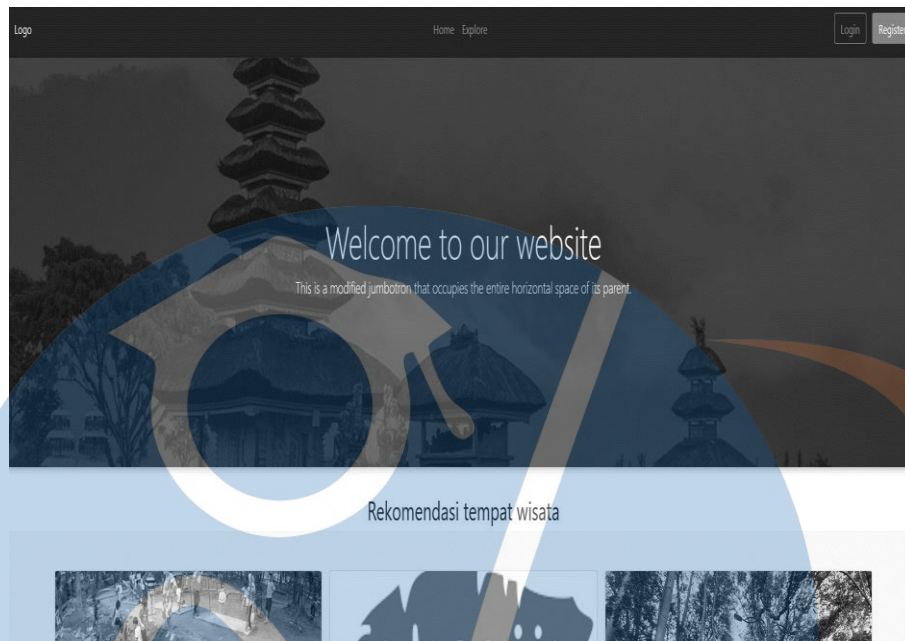 Logo
Home Explore
Login
Register
Welcome to our website
This is a modified jumbotron that occupies the entire horizontal space of its parent.
Rekomendasi tempat wisata